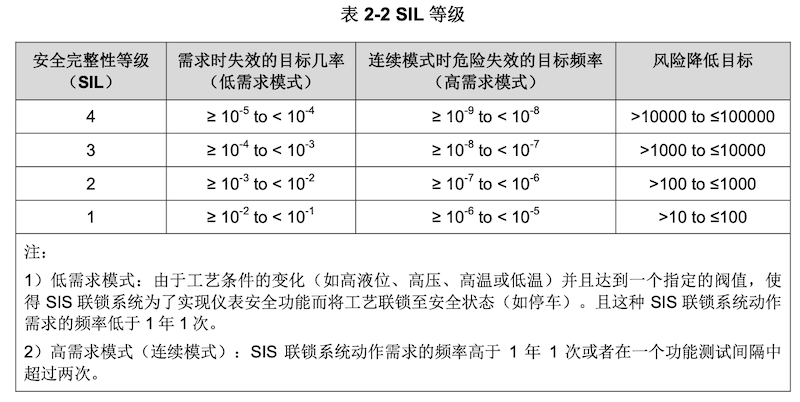 表 2-2 SIL 等级
安全完整性等级 需求时失效的目标几率 连续模式时危险失效的目标频率 风险降低目标
（SIL） （低需求模式） （高需求模式）
4 ≥ 10⁻⁵ to < 10⁻⁴ ≥ 10⁻⁹ to < 10⁻⁸ >10000 to ≤100000
3 ≥ 10⁻⁴ to < 10⁻³ ≥ 10⁻⁸ to < 10⁻⁷ >1000 to ≤10000
2 ≥ 10⁻³ to < 10⁻² ≥ 10⁻⁷ to < 10⁻⁶ >100 to ≤1000
1 ≥ 10⁻² to < 10⁻¹ ≥ 10⁻⁶ to < 10⁻⁵ >10 to ≤100
注：
1）低需求模式：由于工艺条件的变化（如高液位、高压、高温或低温）并且达到一个指定的阀值，使
得 SIS 联锁系统为了实现仪表安全功能而将工艺联锁至安全状态（如停车）。且这种 SIS 联锁系统动作
需求的频率低于 1 年 1 次。
2）高需求模式（连续模式）：SIS 联锁系统动作需求的频率高于 1 年 1 次或者在一个功能测试间隔中
超过两次。